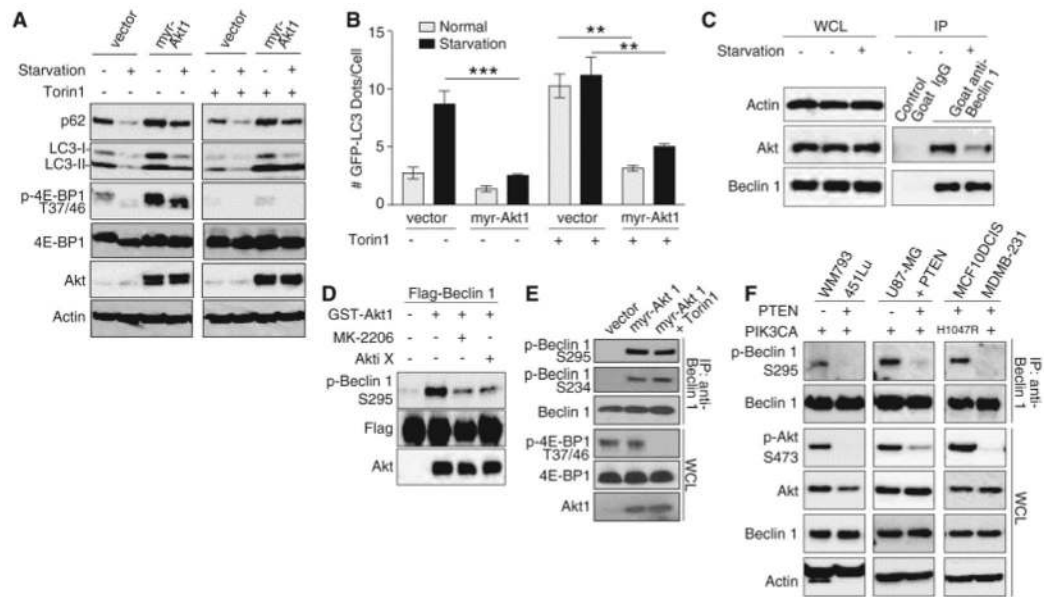 A
vector
myr-
Akt1
vector
myr-
Akt1
Starvation - + - + - + - +
Torin1 - - - - + + + +
p62
LC3-I
LC3-II
p-4E-BP1
T37/46
4E-BP1
Akt
Actin
B
Normal
Starvation
# GFP-LC3 Dots/Cell
15
10
5
0
***
**
**
vector myr-Akt1 vector myr-Akt1
Torin1 - - - - + + + +
C
WCL IP
Starvation - - + - - +
Control
Goat IgG
Goat anti-
Beclin 1
Actin
Akt
Beclin 1
D
Flag-Beclin 1
GST-Akt1 - + + +
MK-2206 +
Akti X +
p-Beclin 1
S295
Flag
Akt
E
vector
myr-Akt 1
myr-Akt 1
+ Torin1
p-Beclin 1
S295
p-Beclin 1
S234
Beclin 1
p-4E-BP1
T37/46
4E-BP1
Akt1
IP: anti-
Beclin 1
WCL
F
WM793
451Lu
U87-MG
+ PTEN
MCF10DCIS
MDMB-231
PTEN - + - + + +
PIK3CA + + + + H1047R +
p-Beclin 1
S295
Beclin 1
p-Akt
S473
Akt
Beclin 1
Actin
IP: anti-
Beclin 1
WCL